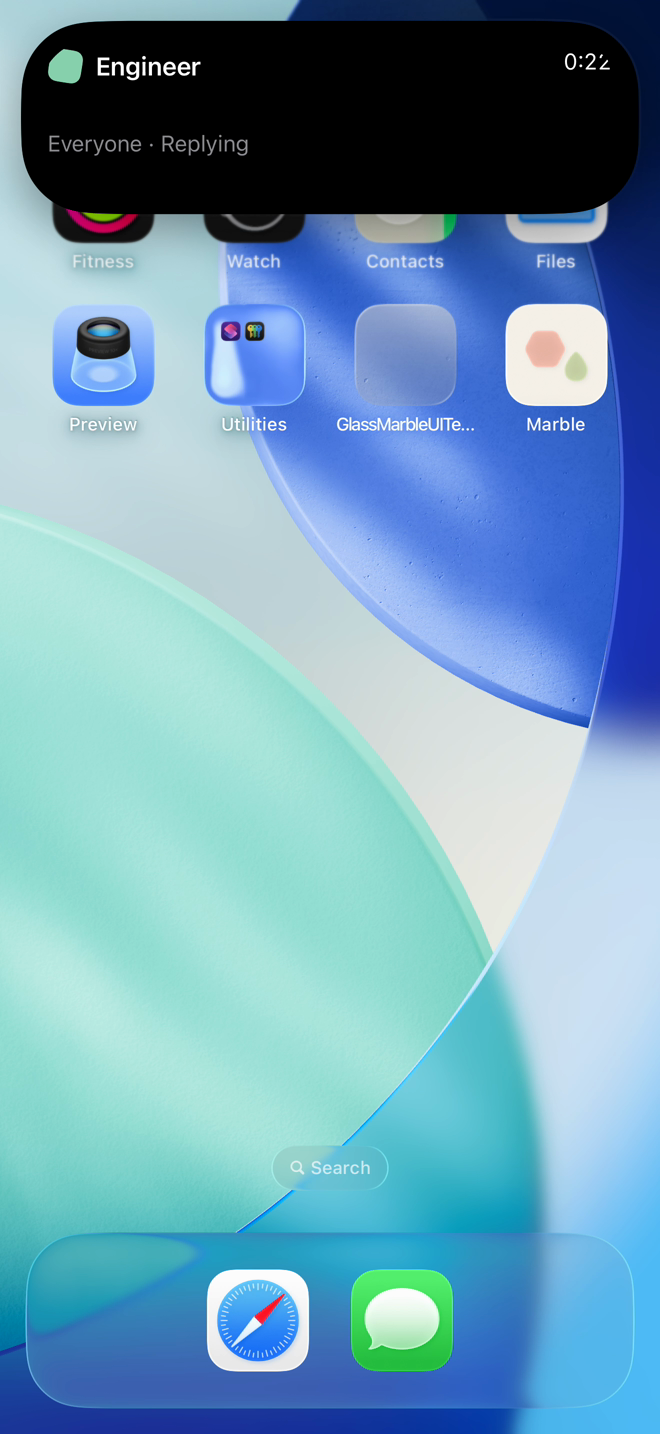 Engineer
0:22
Everyone · Replying
Fitness
Watch
Contacts
Files
Preview
Utilities
GlassMarbleUITe...
Marble
Search